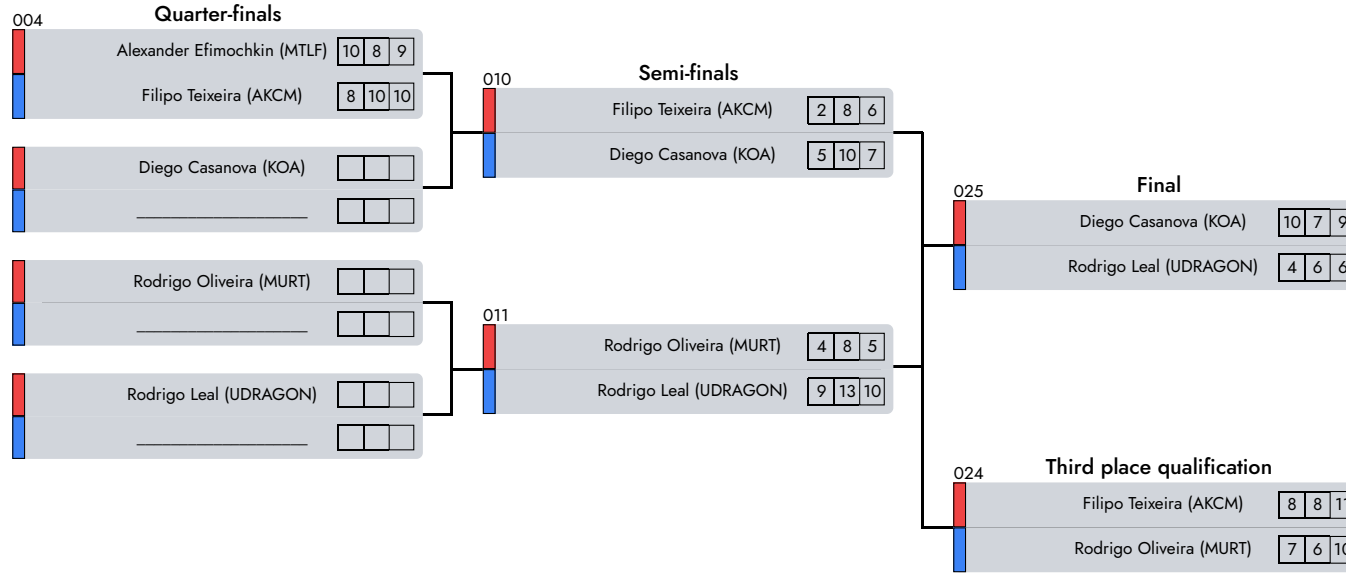 Quarter-finals
004
Alexander Efimochkin (MTLF) 10 8 9
Filipo Teixeira (AKCM) 8 10 10
Diego Casanova (KOA)
Rodrigo Oliveira (MURT)
Rodrigo Leal (UDRAGON)
Semi-finals
010
Filipo Teixeira (AKCM) 2 8 6
Diego Casanova (KOA) 5 10 7
011
Rodrigo Oliveira (MURT) 4 8 5
Rodrigo Leal (UDRAGON) 9 13 10
Final
025
Diego Casanova (KOA) 10 7 9
Rodrigo Leal (UDRAGON) 4 6 6
Third place qualification
024
Filipo Teixeira (AKCM) 8 8 11
Rodrigo Oliveira (MURT) 7 6 10